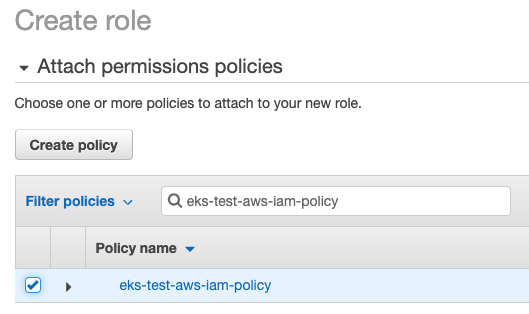 Create role
Attach permissions policies
Choose one or more policies to attach to your new role.
Create policy
Filter policies
eks-test-aws-iam-policy
Policy name
eks-test-aws-iam-policy